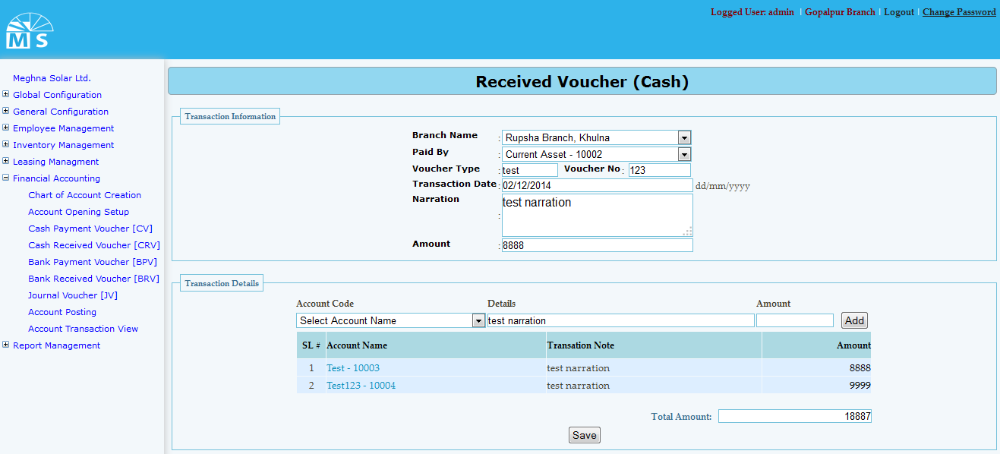 Logged User: admin | Gopalpur Branch | Logout | Change Password
M S
Meghna Solar Ltd.
Global Configuration
General Configuration
Employee Management
Inventory Management
Leasing Managment
Financial Accounting
Chart of Account Creation
Account Opening Setup
Cash Payment Voucher [CV]
Cash Received Voucher [CRV]
Bank Payment Voucher [BPV]
Bank Received Voucher [BRV]
Journal Voucher [JV]
Account Posting
Account Transaction View
Report Management
Received Voucher (Cash)
Transaction Information
Branch Name : Rupsha Branch, Khulna
Paid By : Current Asset - 10002
Voucher Type : test Voucher No : 123
Transaction Date : 02/12/2014 dd/mm/yyyy
Narration : test narration
Amount : 8888
Transaction Details
Account Code Details Amount
Select Account Name test narration Add
SL # Account Name Transation Note Amount
1 Test - 10003 test narration 8888
2 Test123 - 10004 test narration 9999
Total Amount: 18887
Save